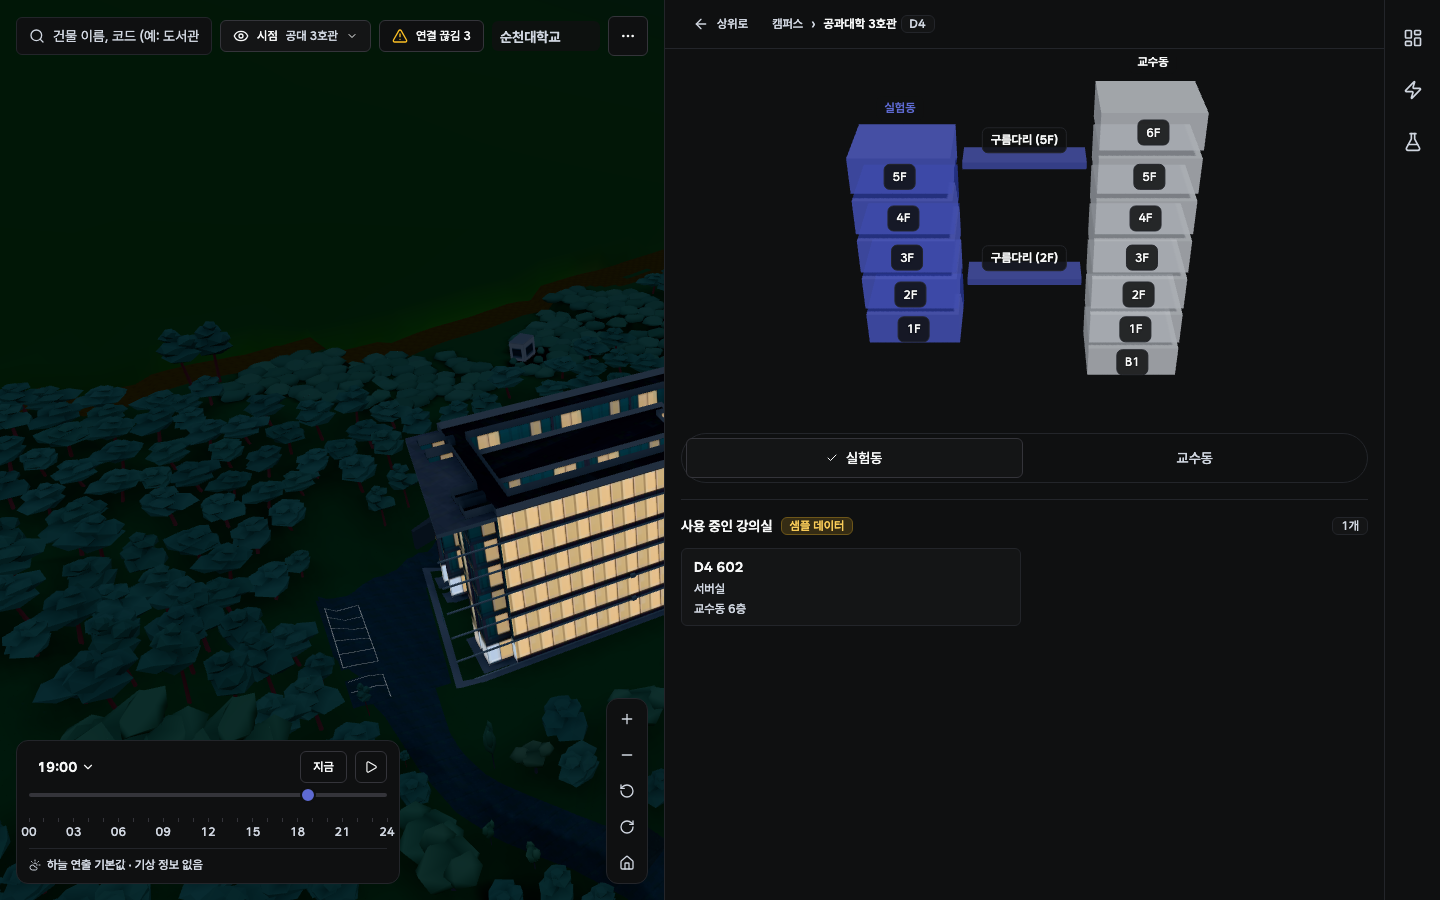 건물 이름, 코드 (예: 도서관
시점 공대 3호관
연결 끊김 3
순천대학교
상위로
캠퍼스 › 공과대학 3호관 D4
교수동
실험동
구름다리 (5F)
구름다리 (2F)
5F
4F
3F
2F
1F
6F
5F
4F
3F
2F
1F
B1
실험동
교수동
사용 중인 강의실 샘플 데이터
1개
D4 602
서버실
교수동 6층
19:00
지금
00 03 06 09 12 15 18 21 24
하늘 연출 기본값 · 기상 정보 없음